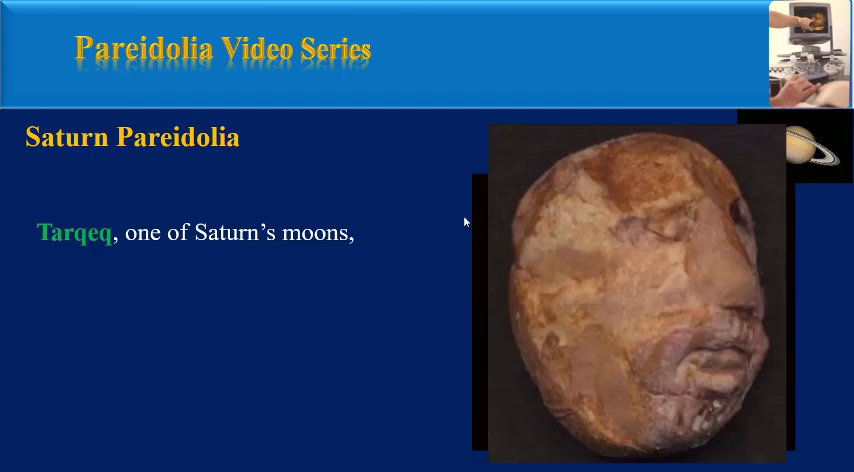 Pareidolia Video Series
Saturn Pareidolia
Tarqeq, one of Saturn’s moons,